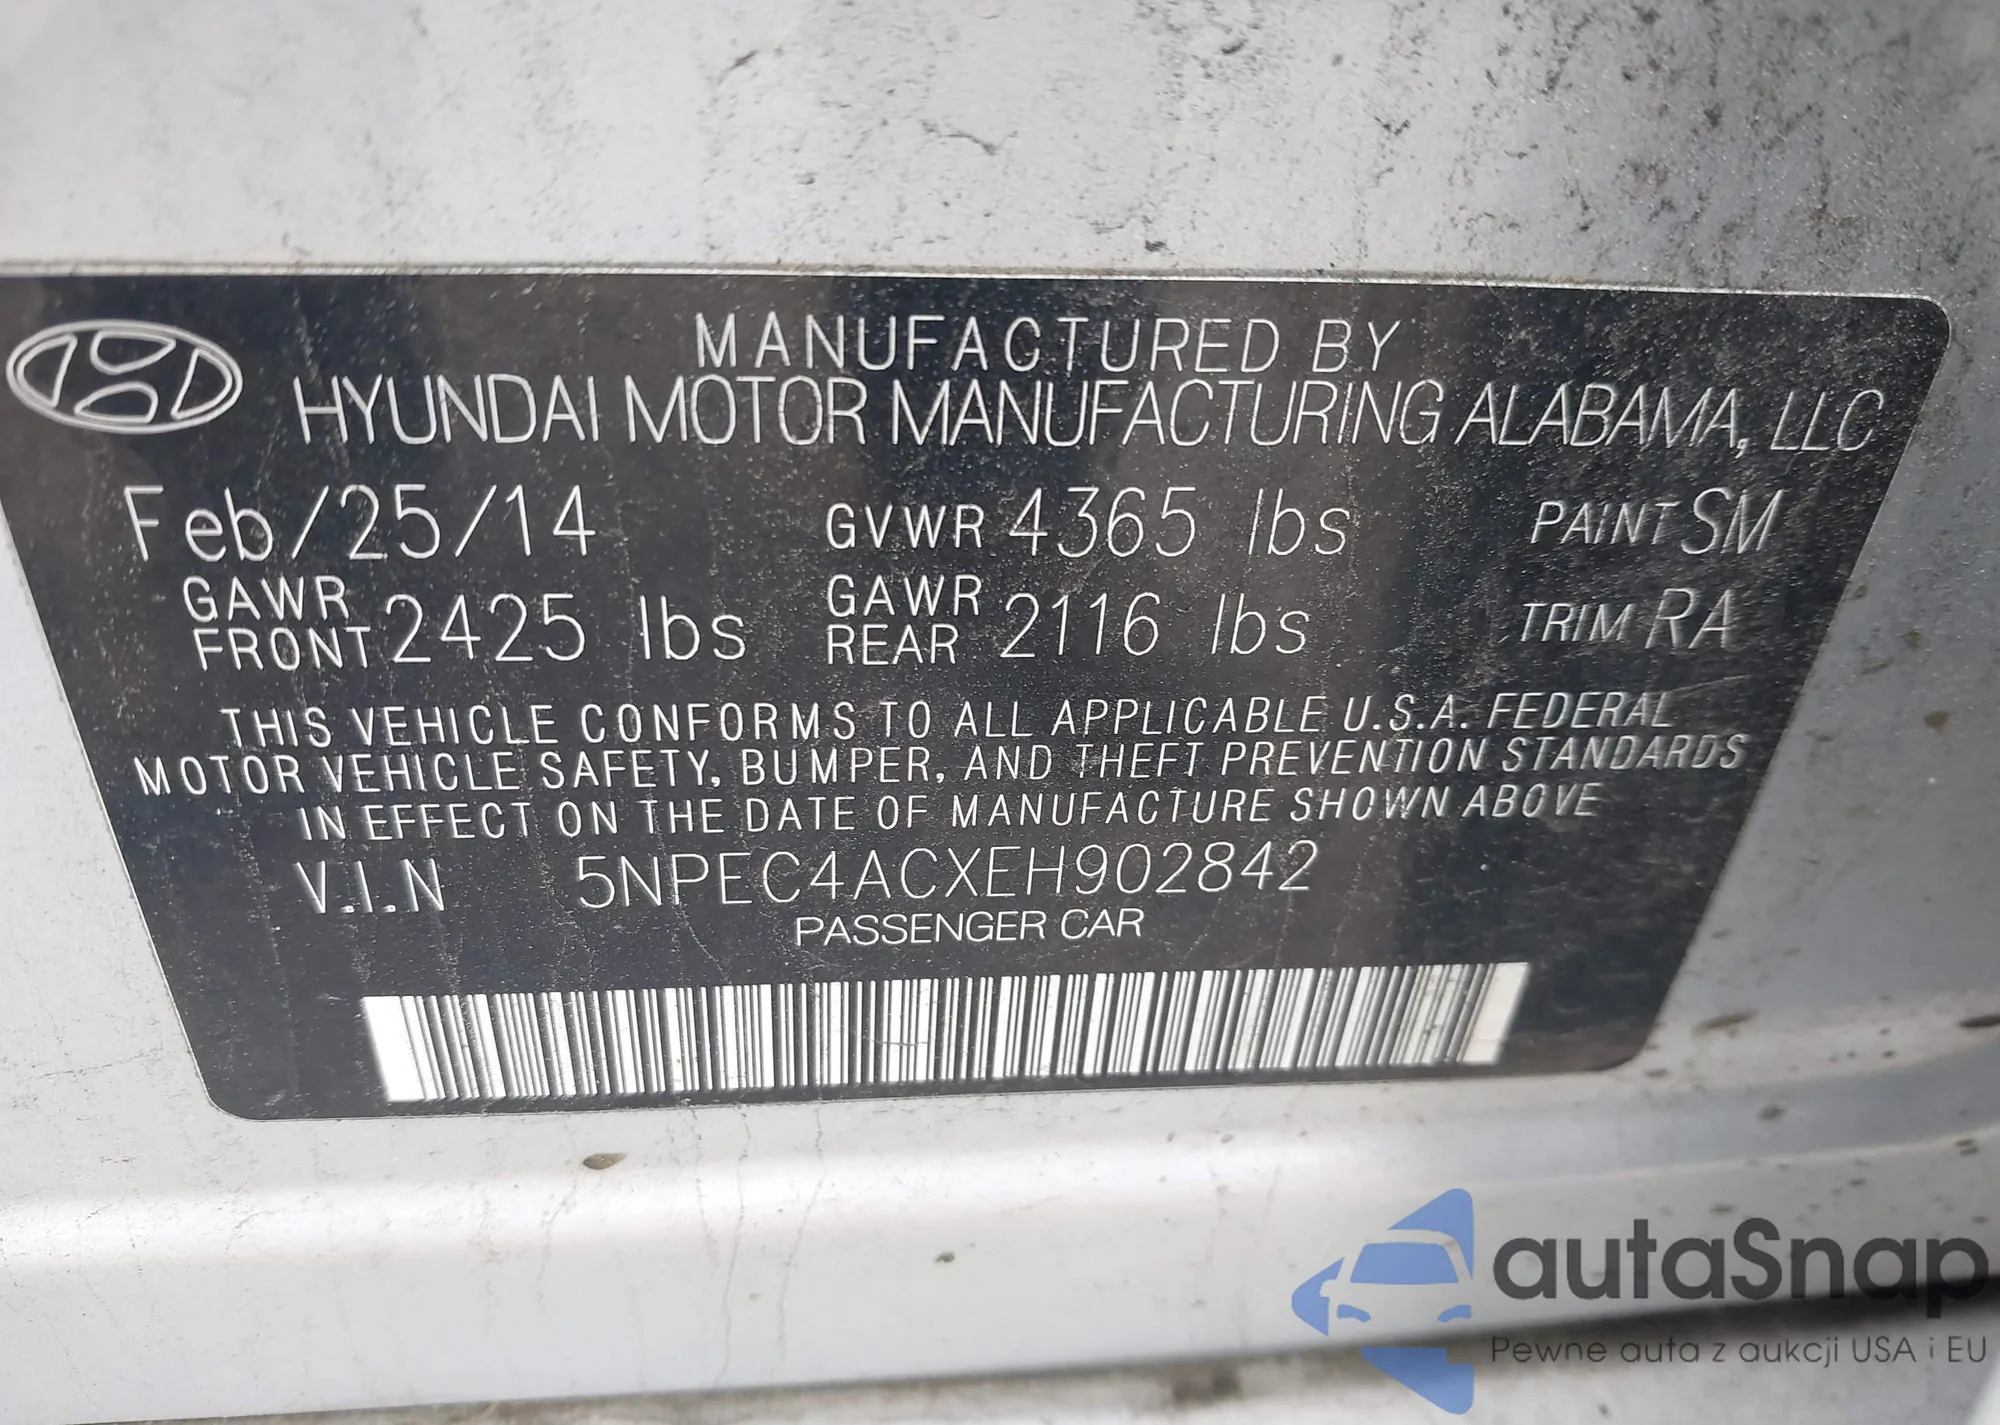 MANUFACTURED BY
HYUNDAI MOTOR MANUFACTURING ALABAMA, LLC
Feb/25/14 GVWR 4365 lbs PAINT SM
GAWR FRONT 2425 lbs GAWR REAR 2116 lbs TRIM RA
THIS VEHICLE CONFORMS TO ALL APPLICABLE U.S.A. FEDERAL
MOTOR VEHICLE SAFETY, BUMPER, AND THEFT PREVENTION STANDARDS
IN EFFECT ON THE DATE OF MANUFACTURE SHOWN ABOVE
V.I.N 5NPEC4ACXEH902842
PASSENGER CAR
autaSnap
Pewne auta z aukcji USA i EU